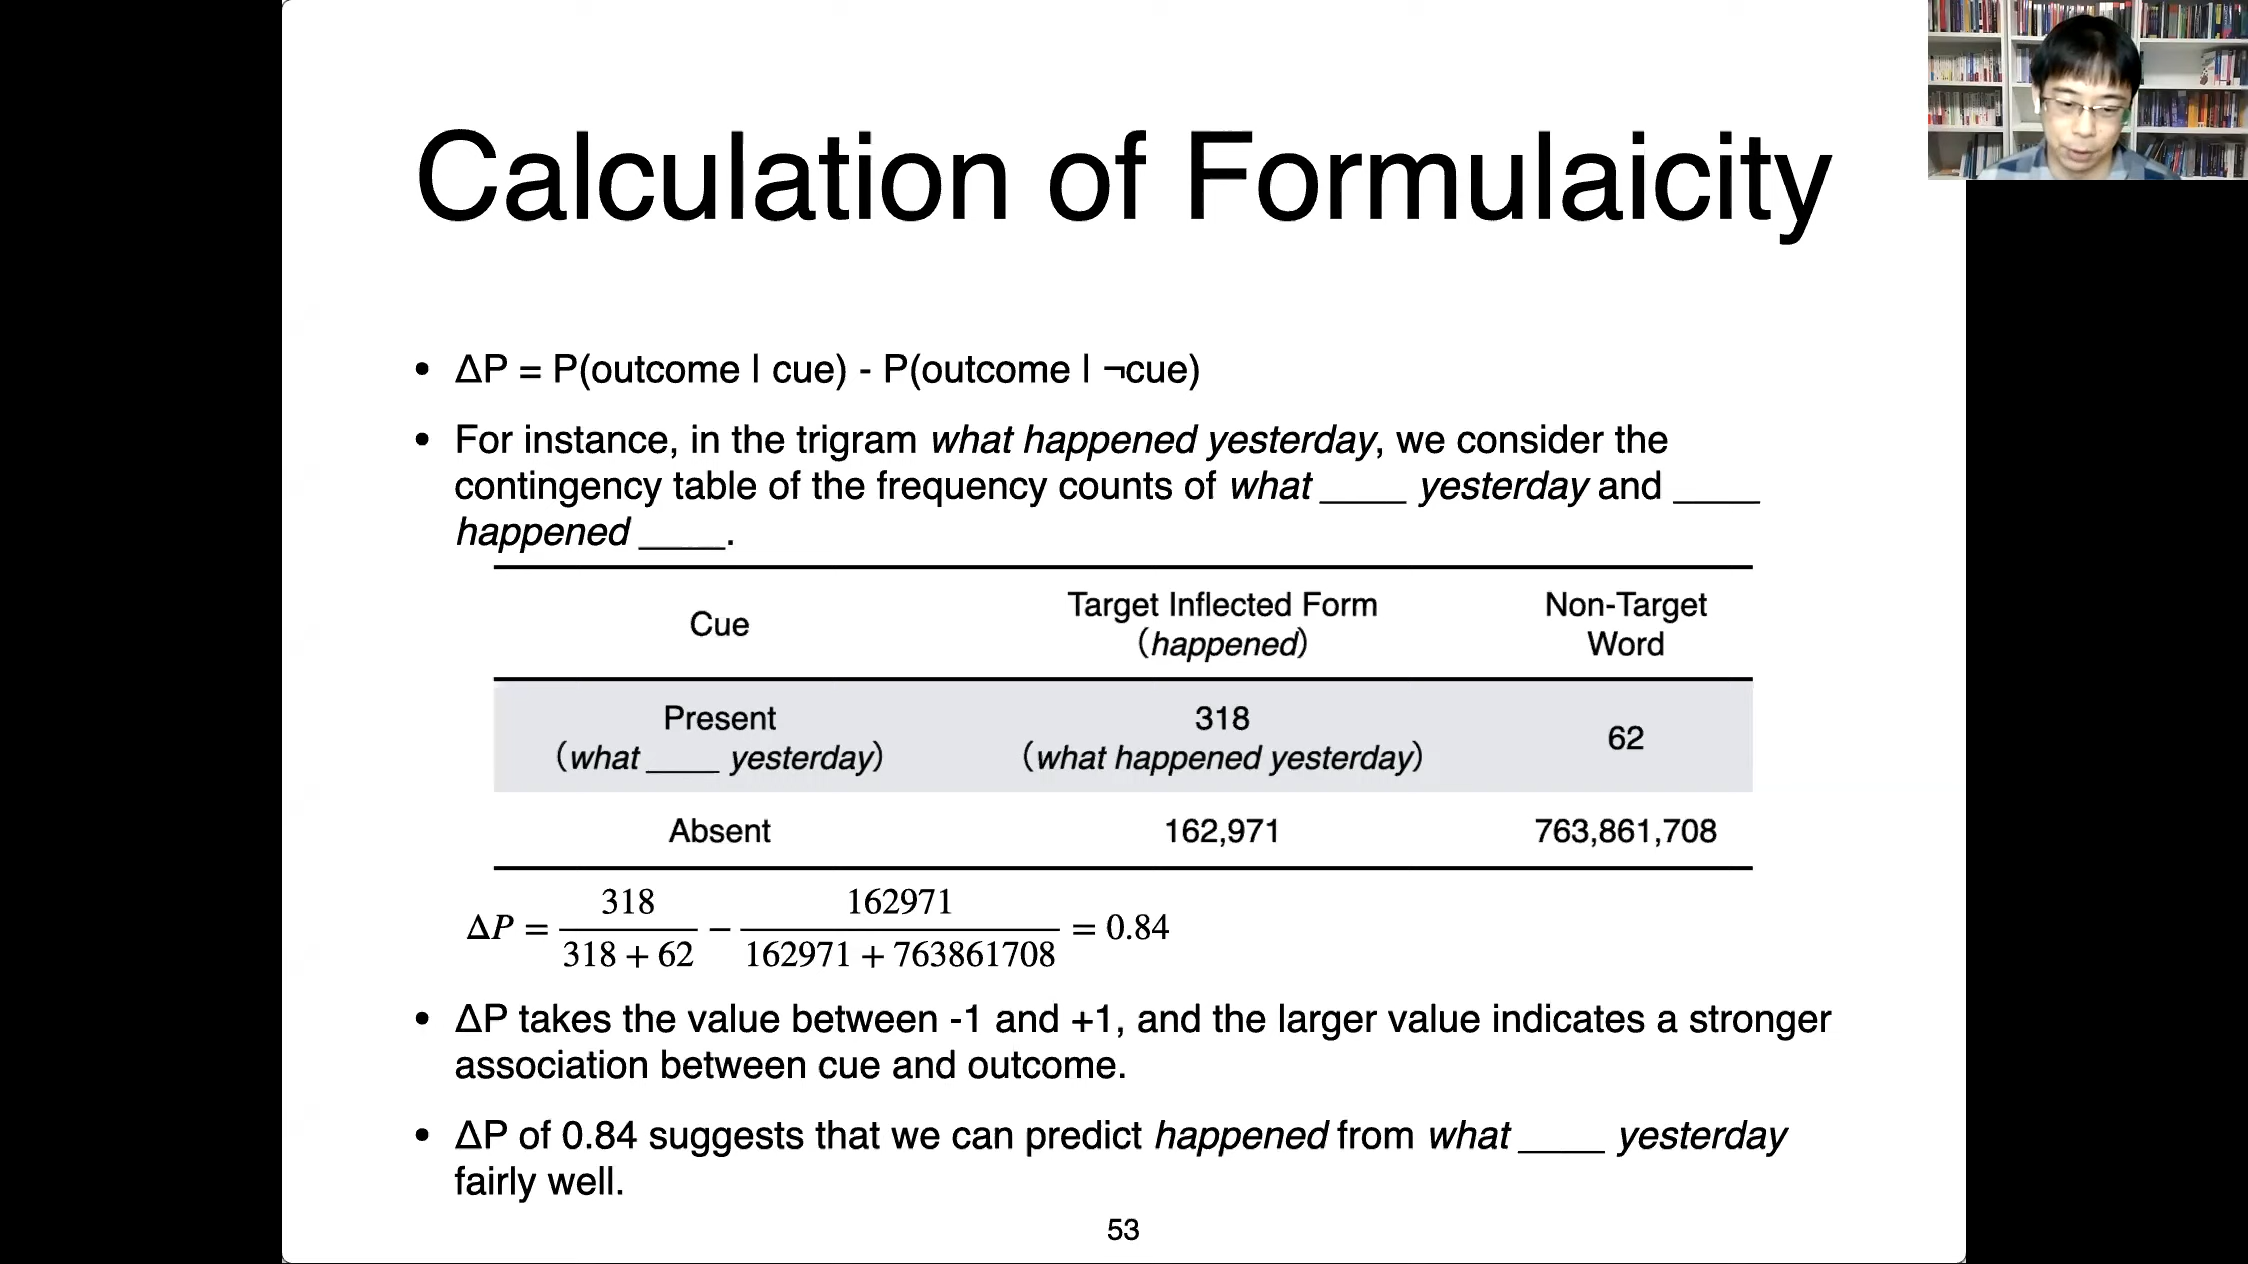 Calculation of Formulaicity
• ΔP = P(outcome | cue) - P(outcome | ¬cue)
• For instance, in the trigram what happened yesterday, we consider the
contingency table of the frequency counts of what ____ yesterday and ____
happened ____.
Cue
Target Inflected Form
(happened)
Non-Target
Word
Present
(what ____ yesterday)
318
(what happened yesterday)
62
Absent
162,971
763,861,708
ΔP = 318 / (318 + 62) − 162971 / (162971 + 763861708) = 0.84
• ΔP takes the value between -1 and +1, and the larger value indicates a stronger
association between cue and outcome.
• ΔP of 0.84 suggests that we can predict happened from what ____ yesterday
fairly well.
53